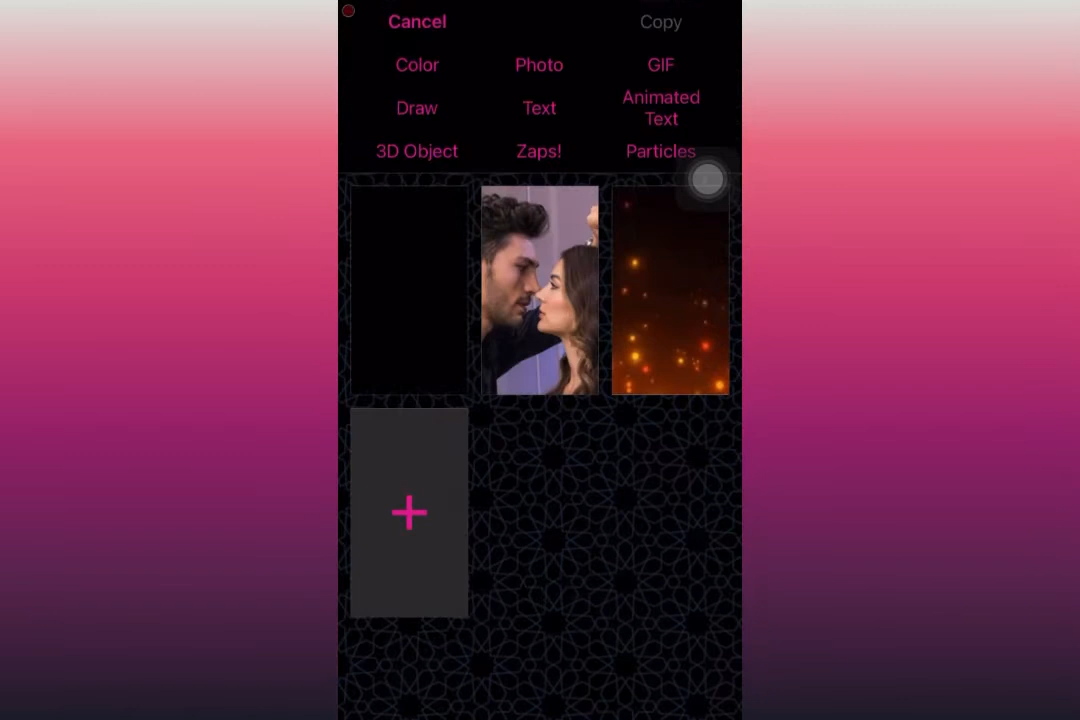 Cancel
Copy
Color
Photo
GIF
Draw
Text
Animated
Text
3D Object
Zaps!
Particles